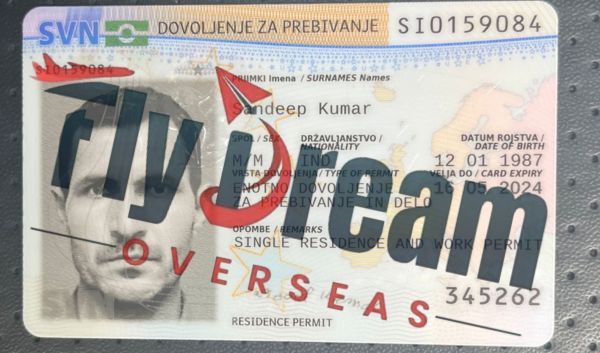 SVN DOVOLJENJE ZA PREBIVANJE SI0159084
SI0159084
PRIIMKI Imena / SURNAMES Names
Sandeep Kumar
SPOL / SEX DRŽAVLJANSTVO / NATIONALITY DATUM ROJSTVA / DATE OF BIRTH
M/M IND 12 01 1987
VRSTA DOVOLJENJA / TYPE OF PERMIT VELJA DO / CARD EXPIRY
ENOTNO DOVOLJENJE 16 05 2024
ZA PREBIVANJE IN DELO
OPOMBE / REMARKS
SINGLE RESIDENCE AND WORK PERMIT
345262
RESIDENCE PERMIT
Fly Dream
OVERSEAS